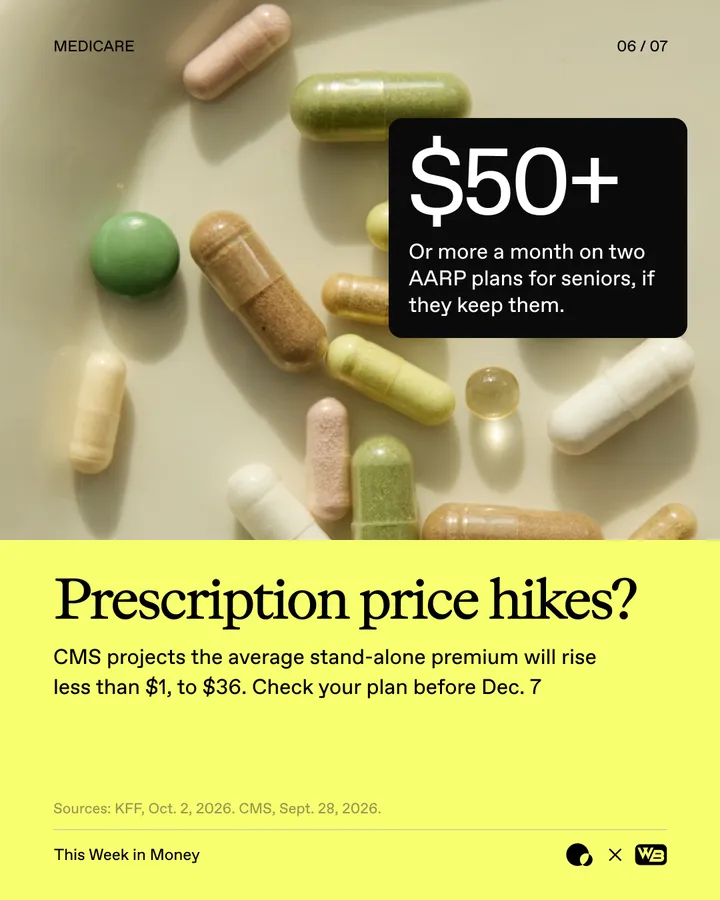 MEDICARE
06 / 07
$50+
Or more a month on two
AARP plans for seniors, if
they keep them.
Prescription price hikes?
CMS projects the average stand-alone premium will rise
less than $1, to $36. Check your plan before Dec. 7
Sources: KFF, Oct. 2, 2026. CMS, Sept. 28, 2026.
This Week in Money
WB